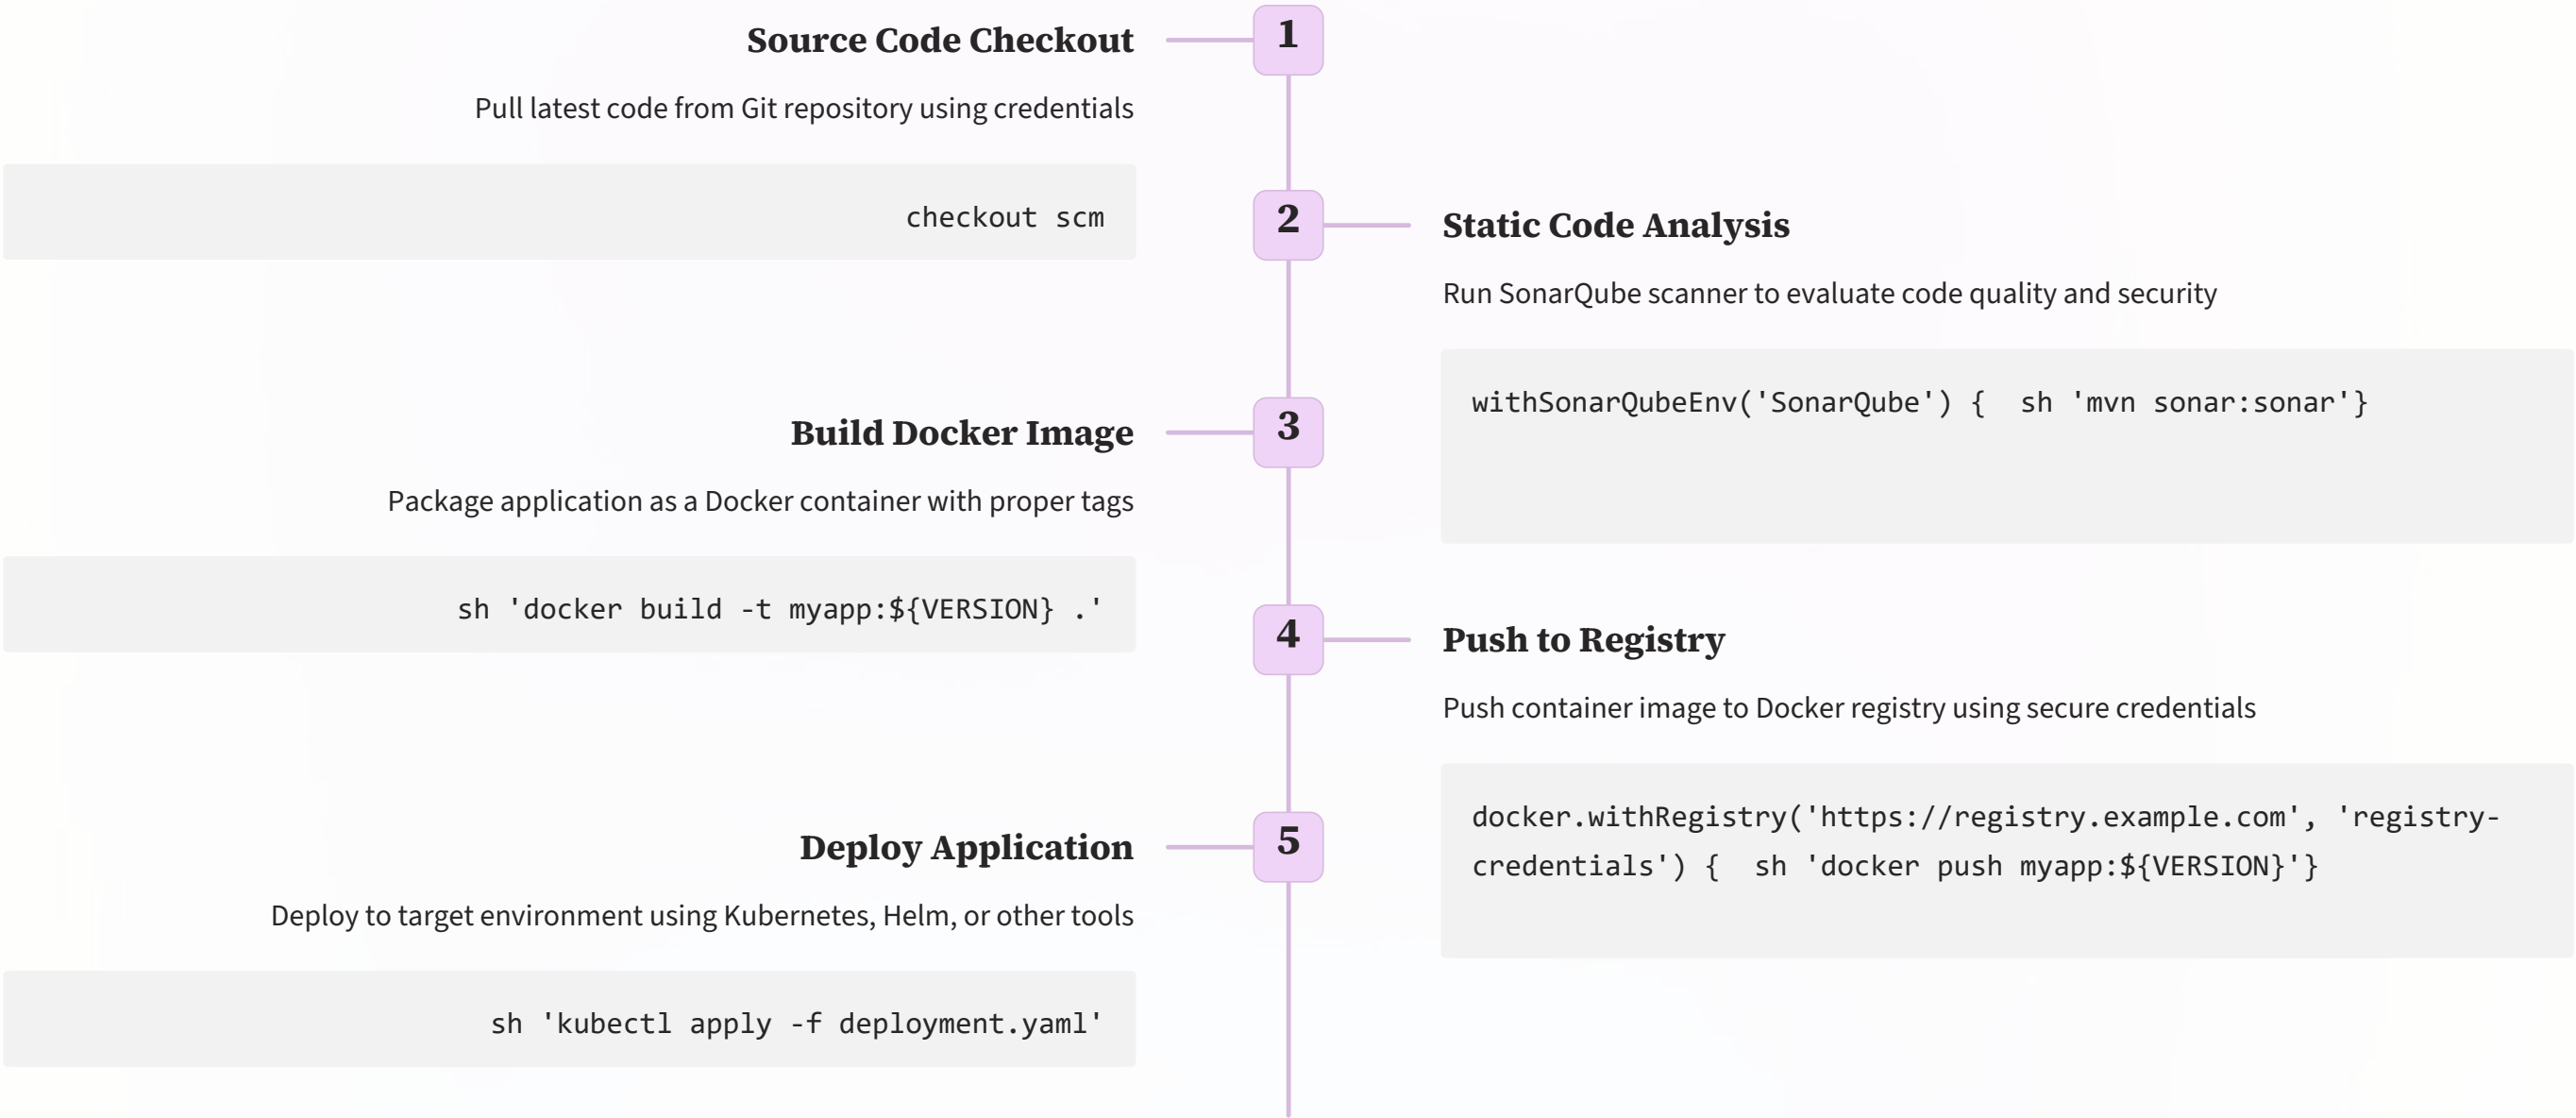 1
Source Code Checkout
Pull latest code from Git repository using credentials
checkout scm
2
Static Code Analysis
Run SonarQube scanner to evaluate code quality and security
withSonarQubeEnv('SonarQube') {  sh 'mvn sonar:sonar'}
3
Build Docker Image
Package application as a Docker container with proper tags
sh 'docker build -t myapp:${VERSION} .'
4
Push to Registry
Push container image to Docker registry using secure credentials
docker.withRegistry('https://registry.example.com', 'registry-
credentials') {  sh 'docker push myapp:${VERSION}'}
5
Deploy Application
Deploy to target environment using Kubernetes, Helm, or other tools
sh 'kubectl apply -f deployment.yaml'